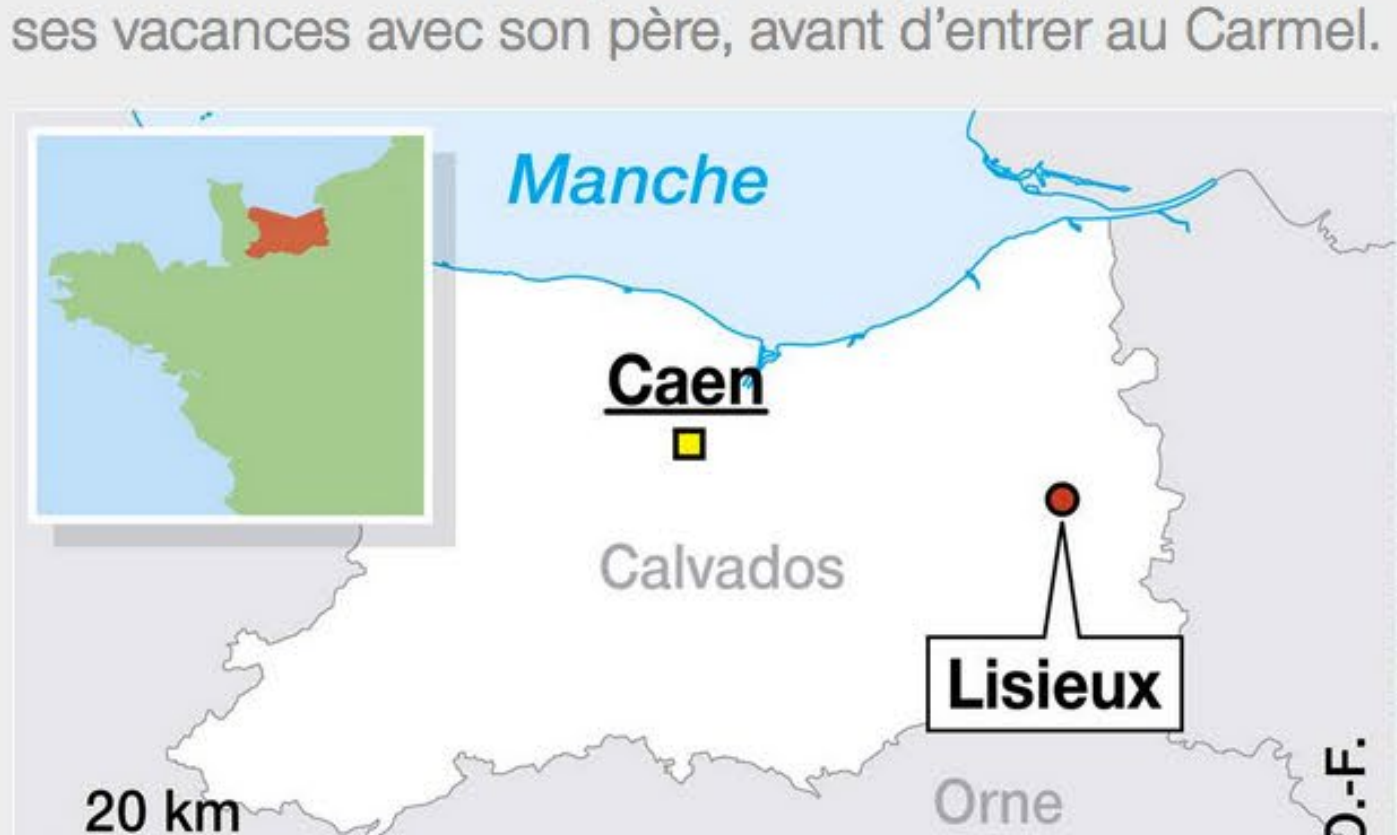 ses vacances avec son père, avant d'entrer au Carmel.
Manche
Caen
Calvados
Lisieux
20 km
Orne
D.-F.